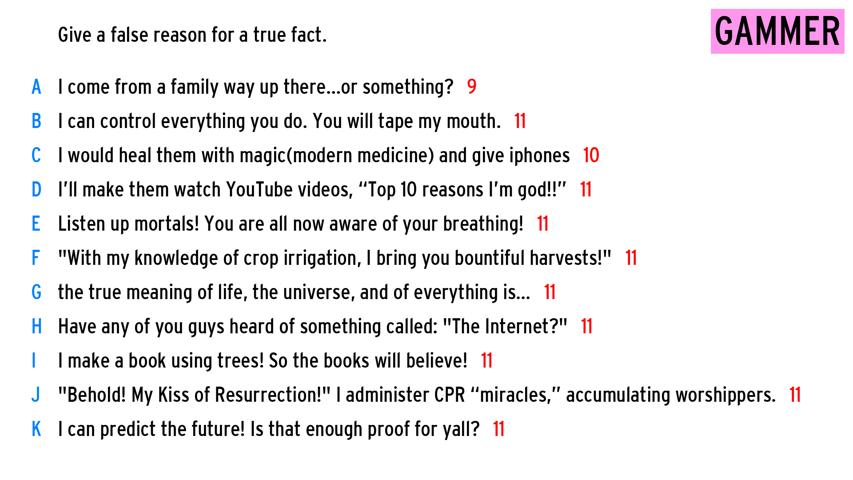 Give a false reason for a true fact.
GAMMER
A I come from a family way up there...or something? 9
B I can control everything you do. You will tape my mouth. 11
C I would heal them with magic(modern medicine) and give iphones 10
D I'll make them watch YouTube videos, “Top 10 reasons I'm god!!” 11
E Listen up mortals! You are all now aware of your breathing! 11
F "With my knowledge of crop irrigation, I bring you bountiful harvests!" 11
G the true meaning of life, the universe, and of everything is... 11
H Have any of you guys heard of something called: "The Internet?" 11
I I make a book using trees! So the books will believe! 11
J "Behold! My Kiss of Resurrection!" I administer CPR “miracles,” accumulating worshippers. 11
K I can predict the future! Is that enough proof for yall? 11